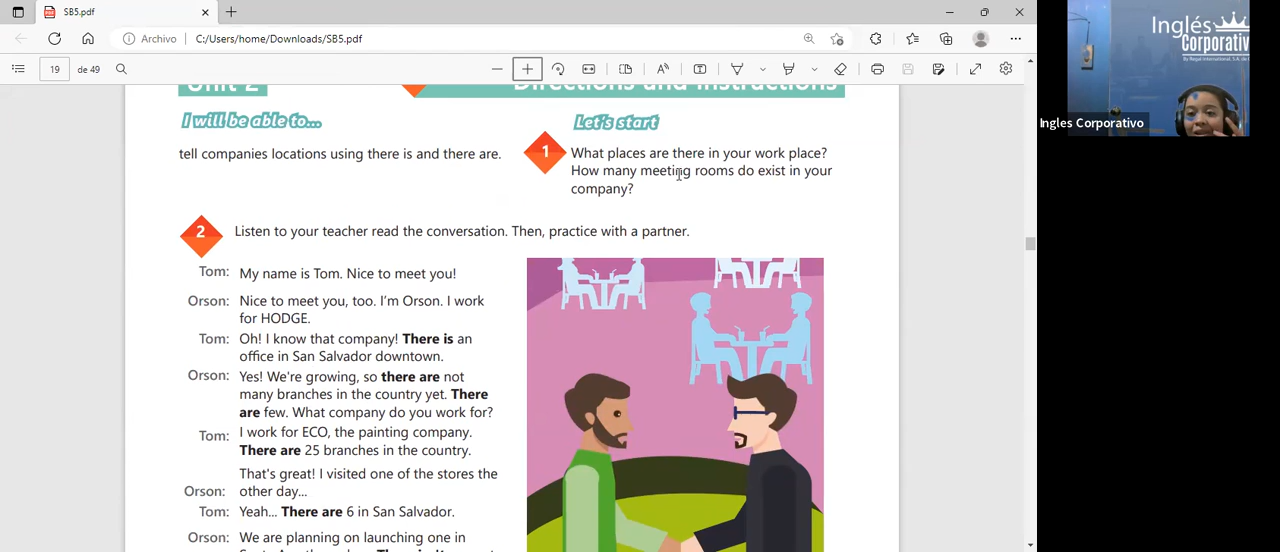 SB5.pdf
Archivo
C:/Users/home/Downloads/SB5.pdf
19
de 49
Unit 2
Directions and Instructions
I will be able to...
Let's start
tell companies locations using there is and there are.
1
What places are there in your work place?
How many meeting rooms do exist in your
company?
2
Listen to your teacher read the conversation. Then, practice with a partner.
Tom: My name is Tom. Nice to meet you!
Orson: Nice to meet you, too. I'm Orson. I work
for HODGE.
Tom: Oh! I know that company! There is an
office in San Salvador downtown.
Orson: Yes! We're growing, so there are not
many branches in the country yet. There
are few. What company do you work for?
Tom: I work for ECO, the painting company.
There are 25 branches in the country.
That's great! I visited one of the stores the
Orson: other day...
Tom: Yeah... There are 6 in San Salvador.
Orson: We are planning on launching one in
Inglés
Corporativo
By Regal International, S.A. de
Ingles Corporativo